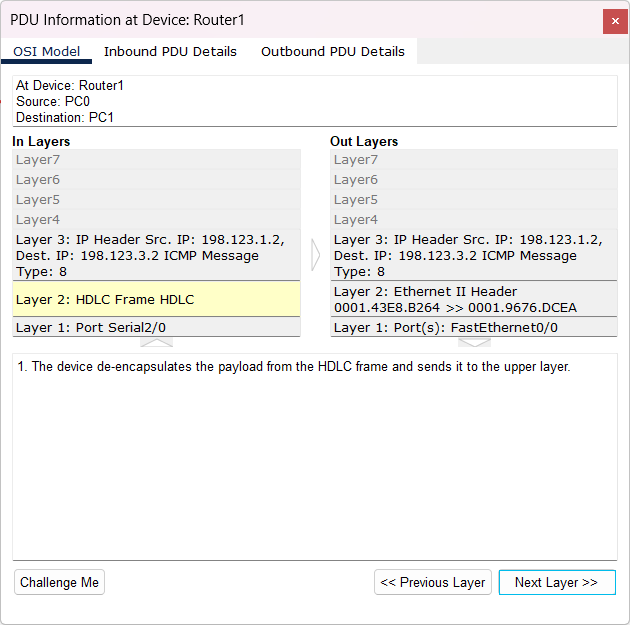 PDU Information at Device: Router1
OSI Model Inbound PDU Details Outbound PDU Details
At Device: Router1
Source: PC0
Destination: PC1
In Layers
Layer7
Layer6
Layer5
Layer4
Layer 3: IP Header Src. IP: 198.123.1.2,
Dest. IP: 198.123.3.2 ICMP Message
Type: 8
Layer 2: HDLC Frame HDLC
Layer 1: Port Serial2/0
Out Layers
Layer7
Layer6
Layer5
Layer4
Layer 3: IP Header Src. IP: 198.123.1.2,
Dest. IP: 198.123.3.2 ICMP Message
Type: 8
Layer 2: Ethernet II Header
0001.43E8.B264 >> 0001.9676.DCEA
Layer 1: Port(s): FastEthernet0/0
1. The device de-encapsulates the payload from the HDLC frame and sends it to the upper layer.
Challenge Me << Previous Layer Next Layer >>